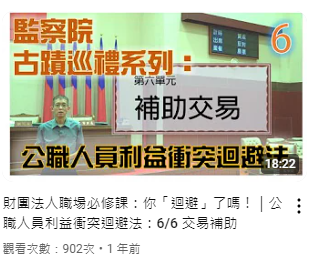 監察院
6
古蹟巡禮系列：
第六單元
補助交易
公職人員利益衝突迴避法
18:22
財團法人職場必修課：你「迴避」了嗎！｜公
職人員利益衝突迴避法：6/6 交易補助
觀看次數：902次・1 年前